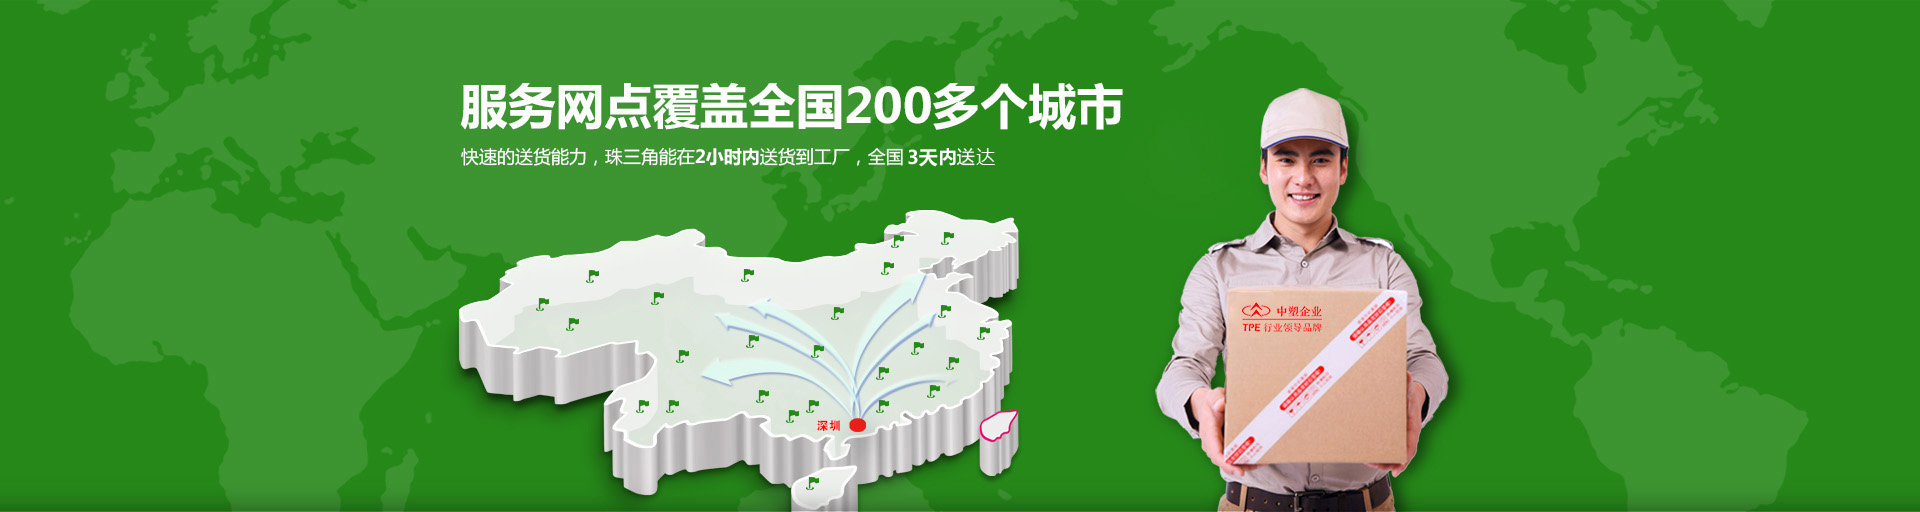 服务网点覆盖全国200多个城市
快速的送货能力，珠三角能在2小时内送货到工厂，全国 3天内送达
深圳
中塑企业
TPE 行业领导品牌